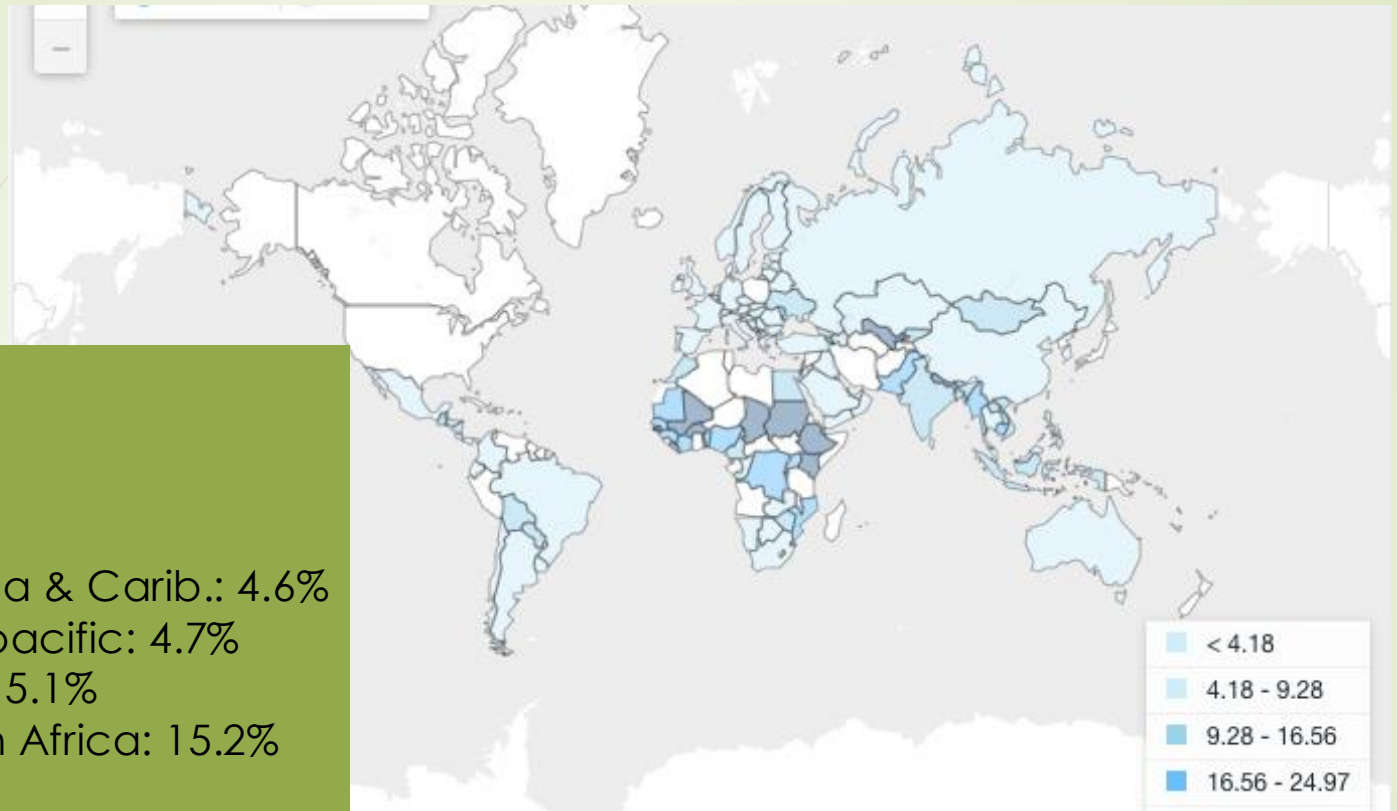 a & Carib.: 4.6%
pacific: 4.7%
5.1%
n Africa: 15.2%
< 4.18
4.18 - 9.28
9.28 - 16.56
16.56 - 24.97